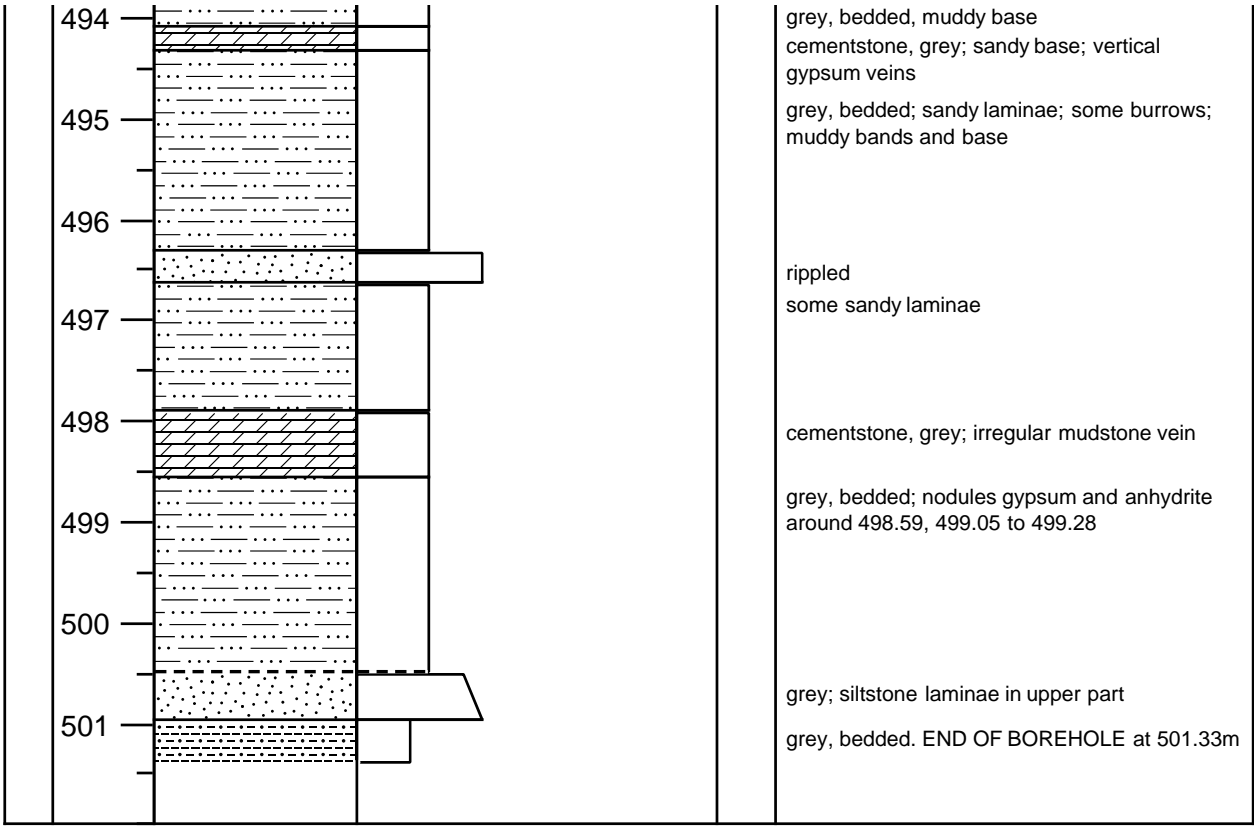 494
grey, bedded, muddy base
cementstone, grey; sandy base; vertical
gypsum veins
495
grey, bedded; sandy laminae; some burrows;
muddy bands and base
496
rippled
some sandy laminae
497
498
cementstone, grey; irregular mudstone vein
grey, bedded; nodules gypsum and anhydrite
around 498.59, 499.05 to 499.28
499
500
grey; siltstone laminae in upper part
501
grey, bedded. END OF BOREHOLE at 501.33m